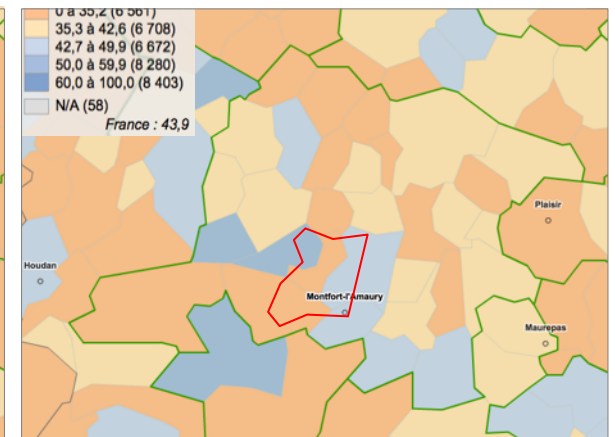 0 à 35,2 (6 561)
35,3 à 42,6 (6 708)
42,7 à 49,9 (6 672)
50,0 à 59,9 (8 280)
60,0 à 100,0 (8 403)
N/A (58)
France : 43,9
Plaisir
Houdan
Montfort-l'Amaury
Maurepas